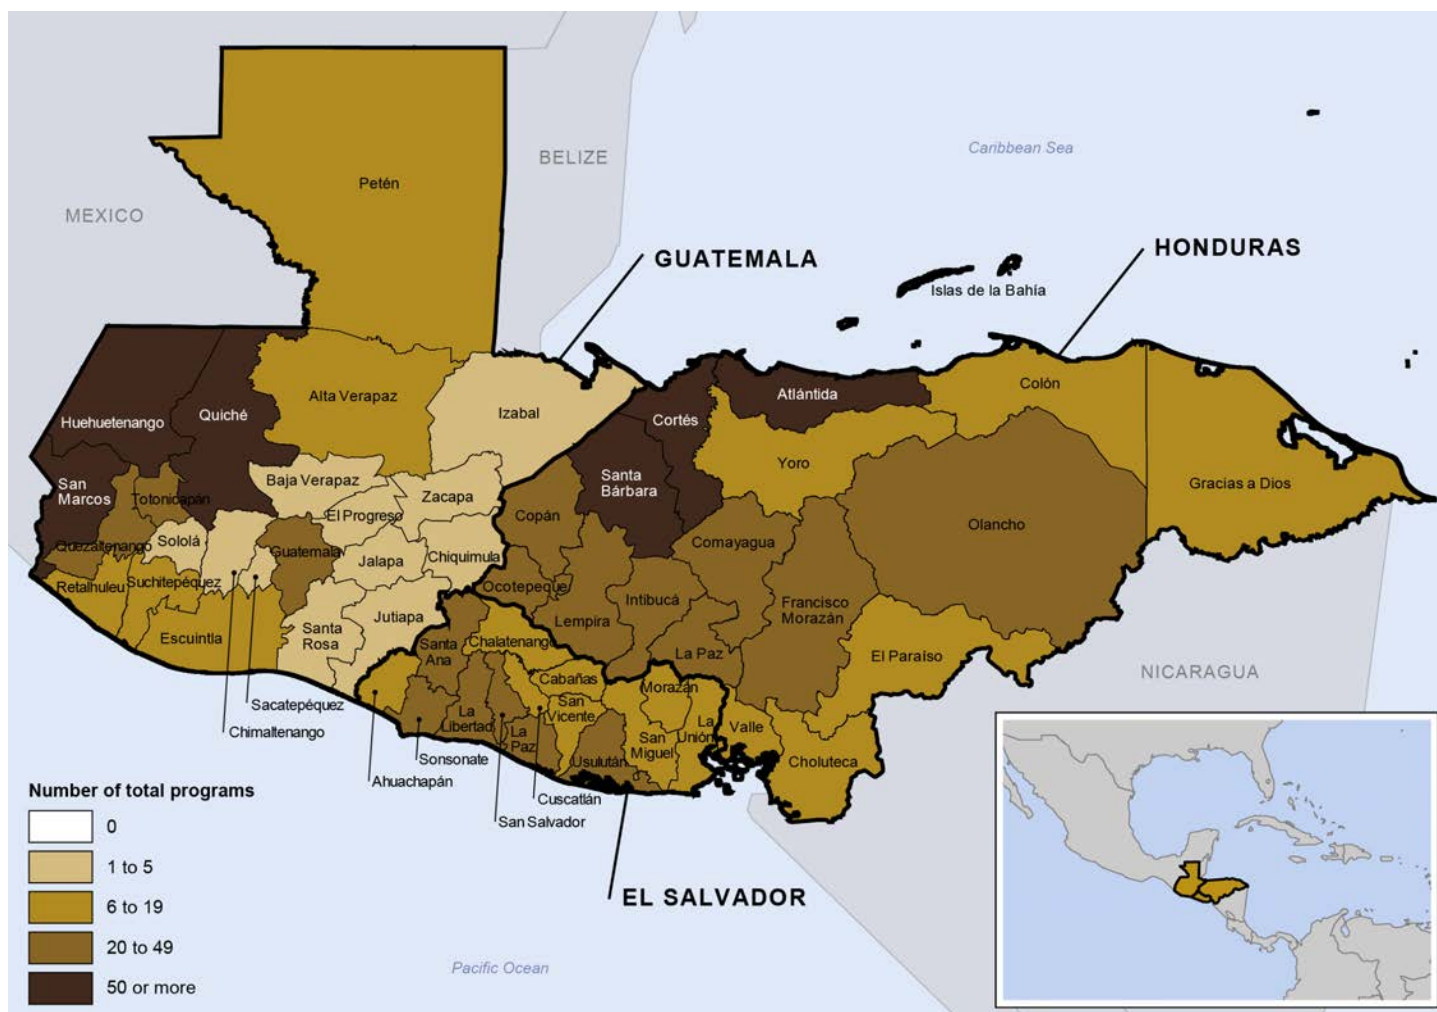 Caribbean Sea
BELIZE
Petén
MEXICO
GUATEMALA
HONDURAS
Islas de la Bahía
Huehuetenango
Quiché
Alta Verapaz
Izabal
Cortés
Atlántida
Colón
Yoro
Gracias a Dios
San
Marcos
Totonicapán
Baja Verapaz
Zacapa
El Progreso
Santa
Bárbara
Copán
Olancho
Quezaltenango
Sololá
Guatemala
Jalapa
Chiquimula
Comayagua
Retalhuleu
Suchitepéquez
Ocotepeque
Intibucá
Francisco
Morazán
Escuintla
Santa
Rosa
Jutiapa
Lempira
Santa
Ana
Chalatenango
La Paz
El Paraíso
Cabañas
Morazán
NICARAGUA
Sacatepéquez
Chimaltenango
La
Libertad
San
Vicente
La
Paz
San
Miguel
La
Unión
Valle
Choluteca
Usulután
Sonsonate
Ahuachapán
Cuscatlán
San Salvador
EL SALVADOR
Number of total programs
0
1 to 5
6 to 19
20 to 49
50 or more
Pacific Ocean